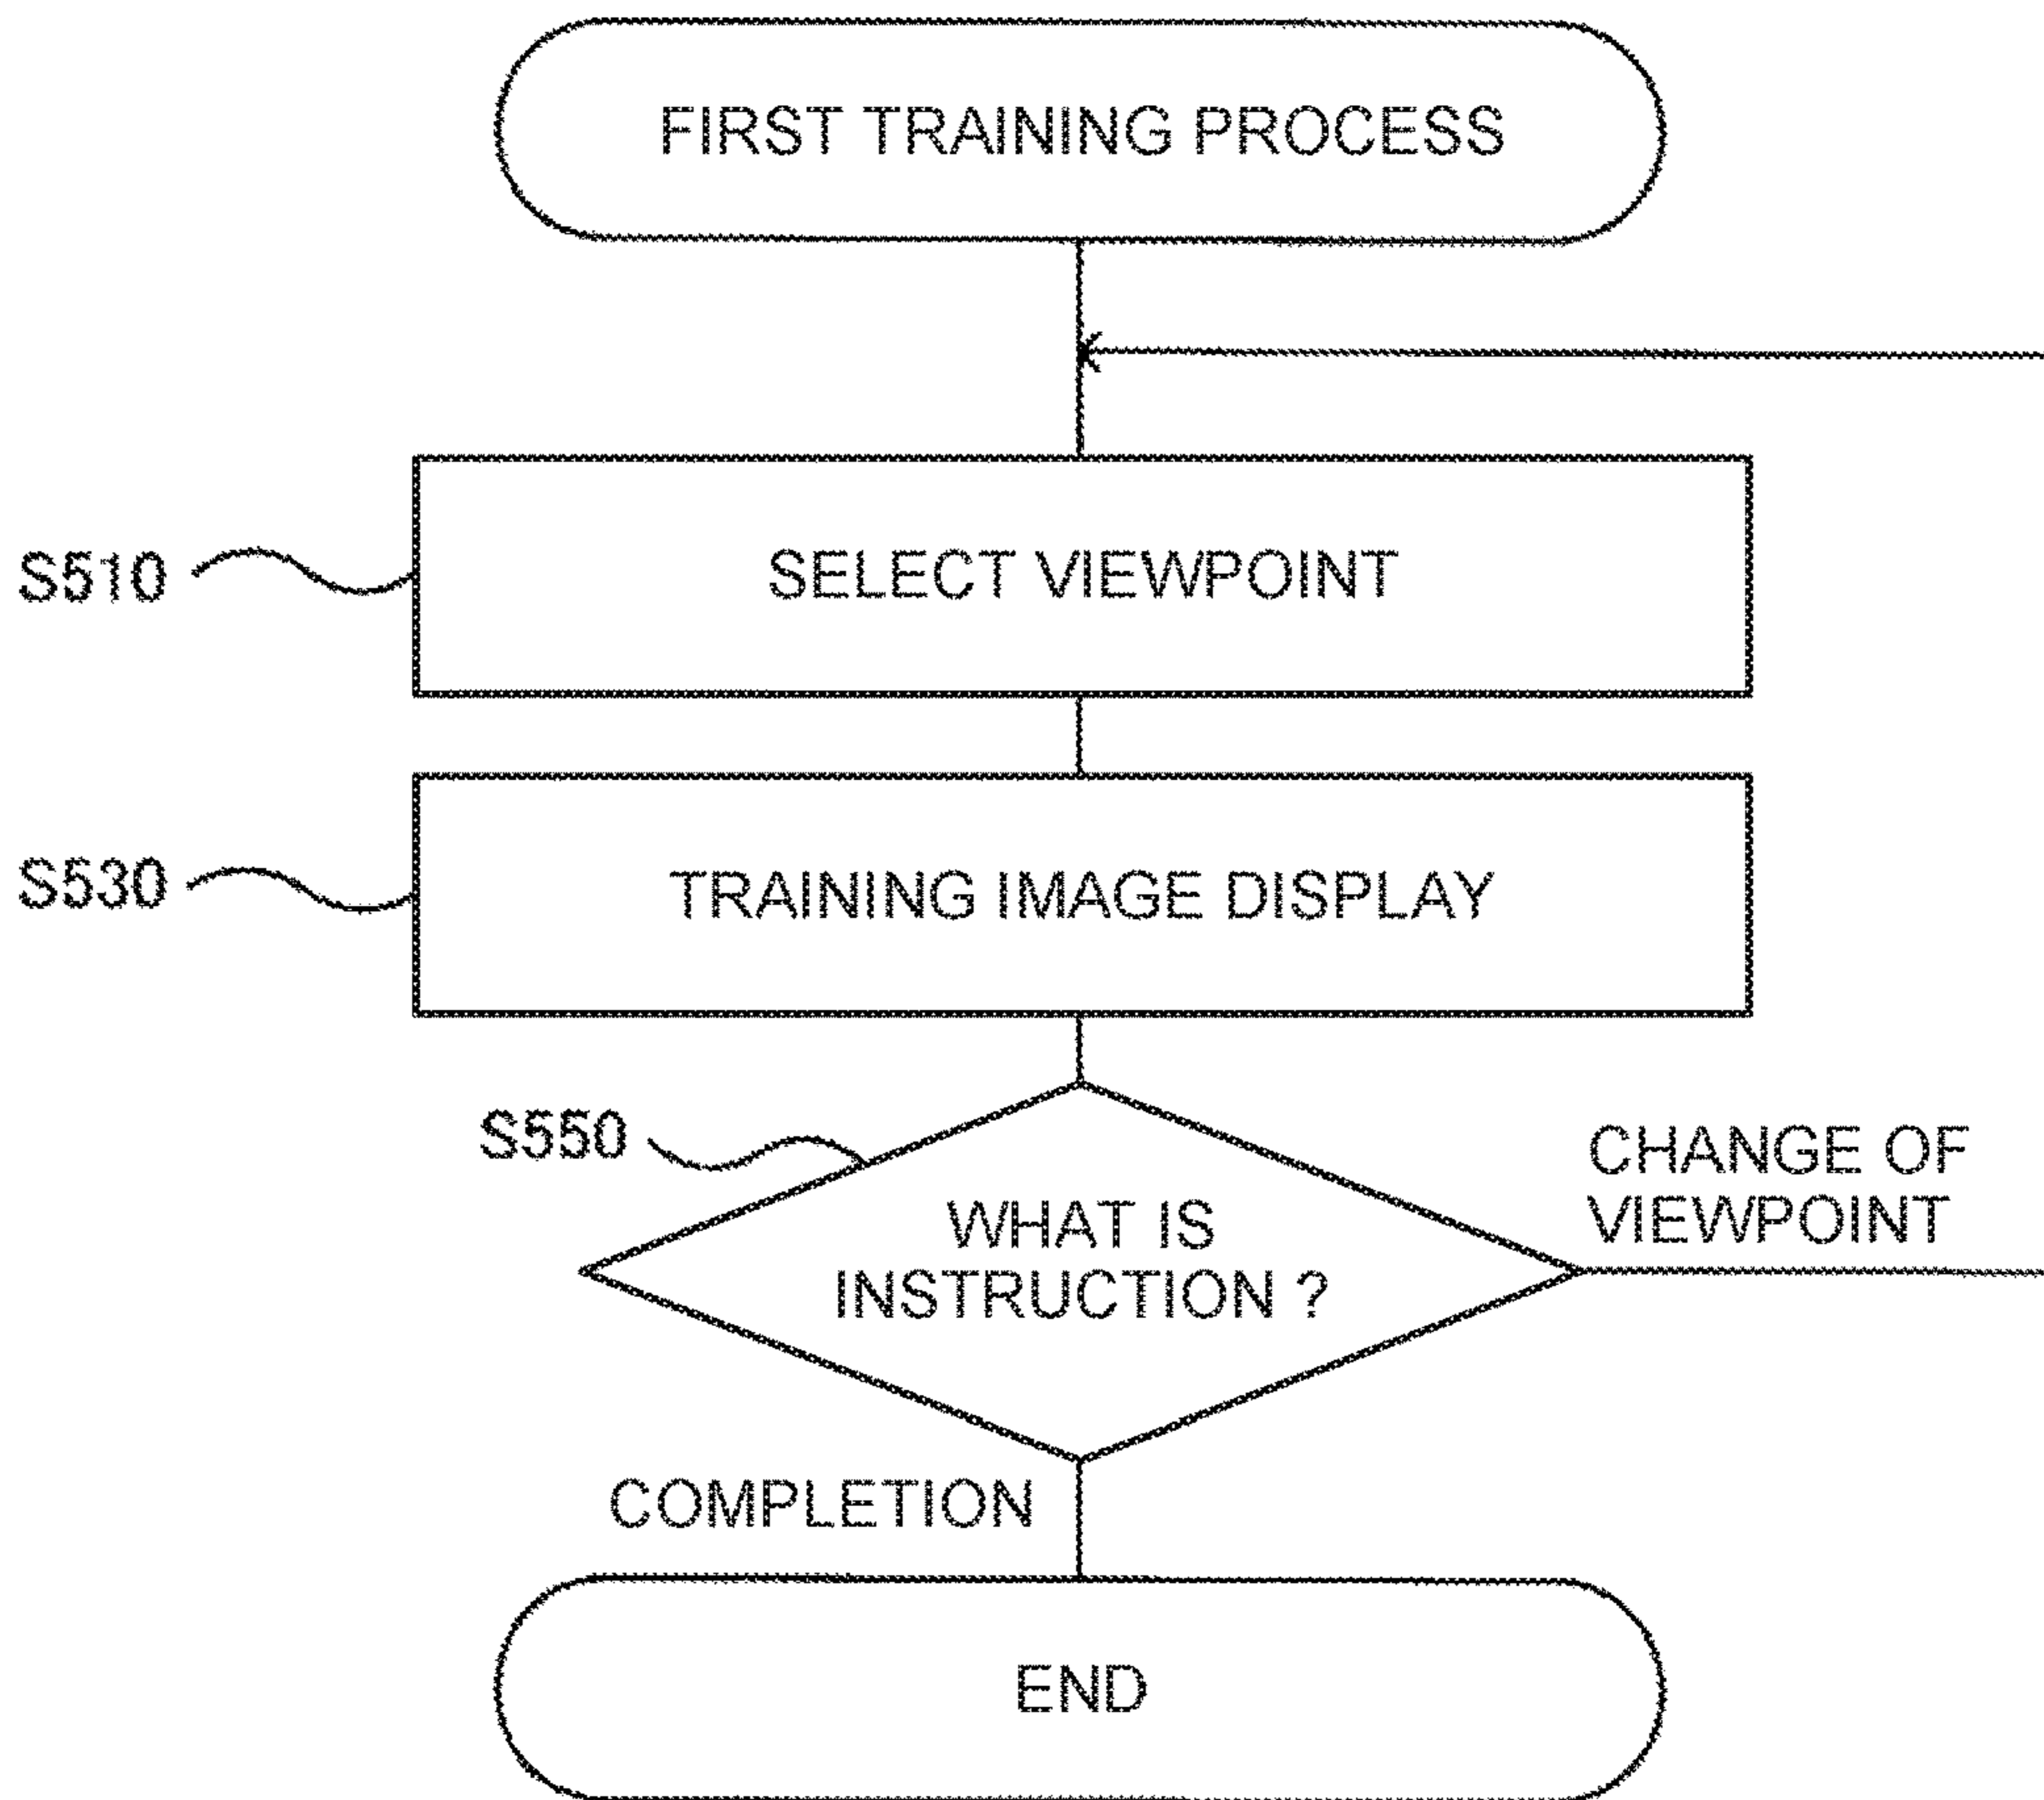 FIRST TRAINING PROCESS
S510
SELECT VIEWPOINT
S530
TRAINING IMAGE DISPLAY
S550
WHAT IS
INSTRUCTION ?
CHANGE OF
VIEWPOINT
COMPLETION
END